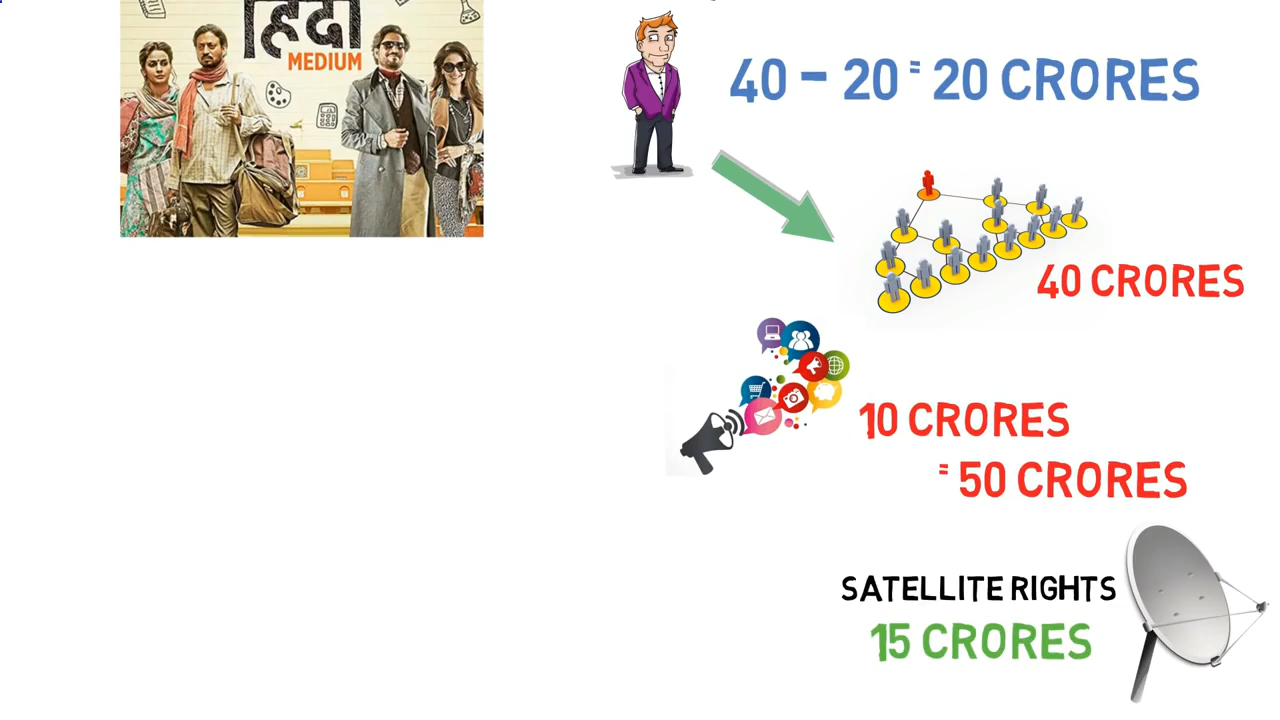 हिंदी
MEDIUM
40 - 20 = 20 CRORES
40 CRORES
10 CRORES
= 50 CRORES
SATELLITE RIGHTS
15 CRORES